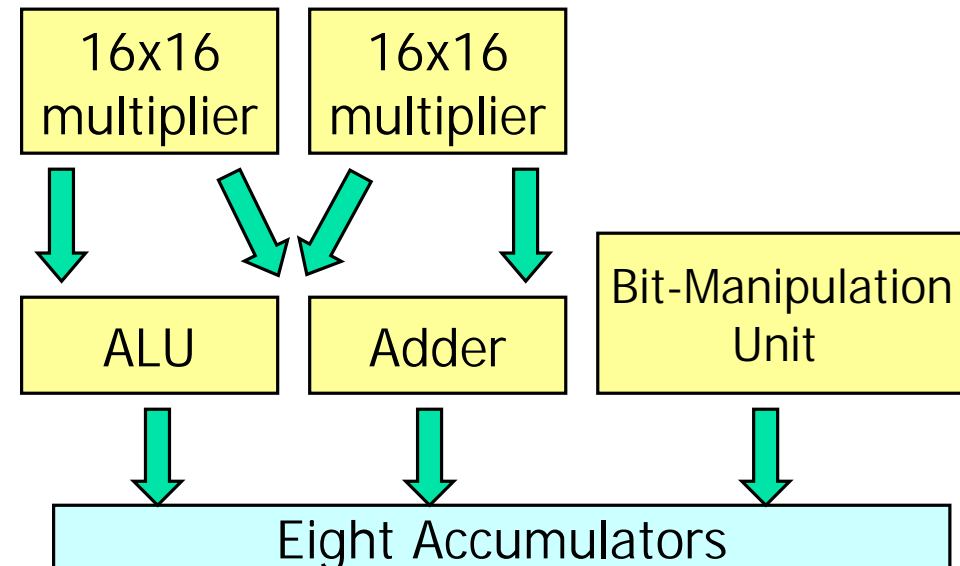 16x16
multiplier
16x16
multiplier
ALU
Adder
Bit-Manipulation
Unit
Eight Accumulators